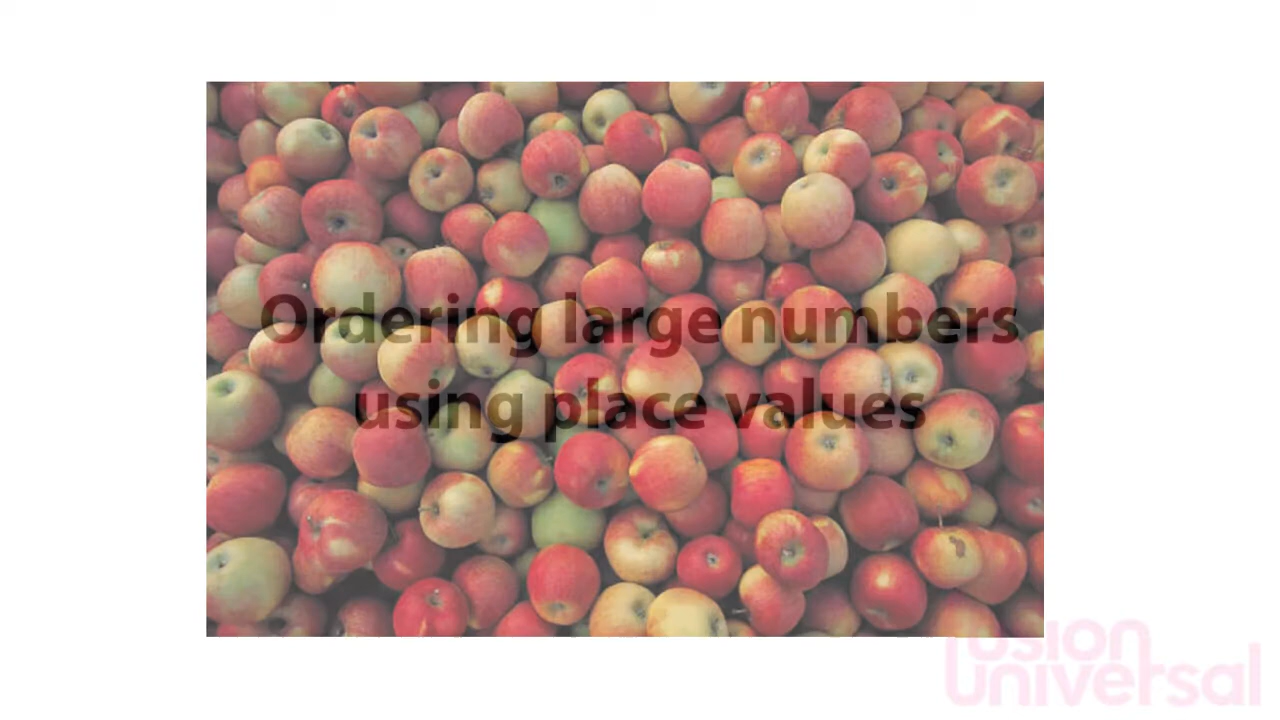 Ordering large numbers
using place values
fusion
universal